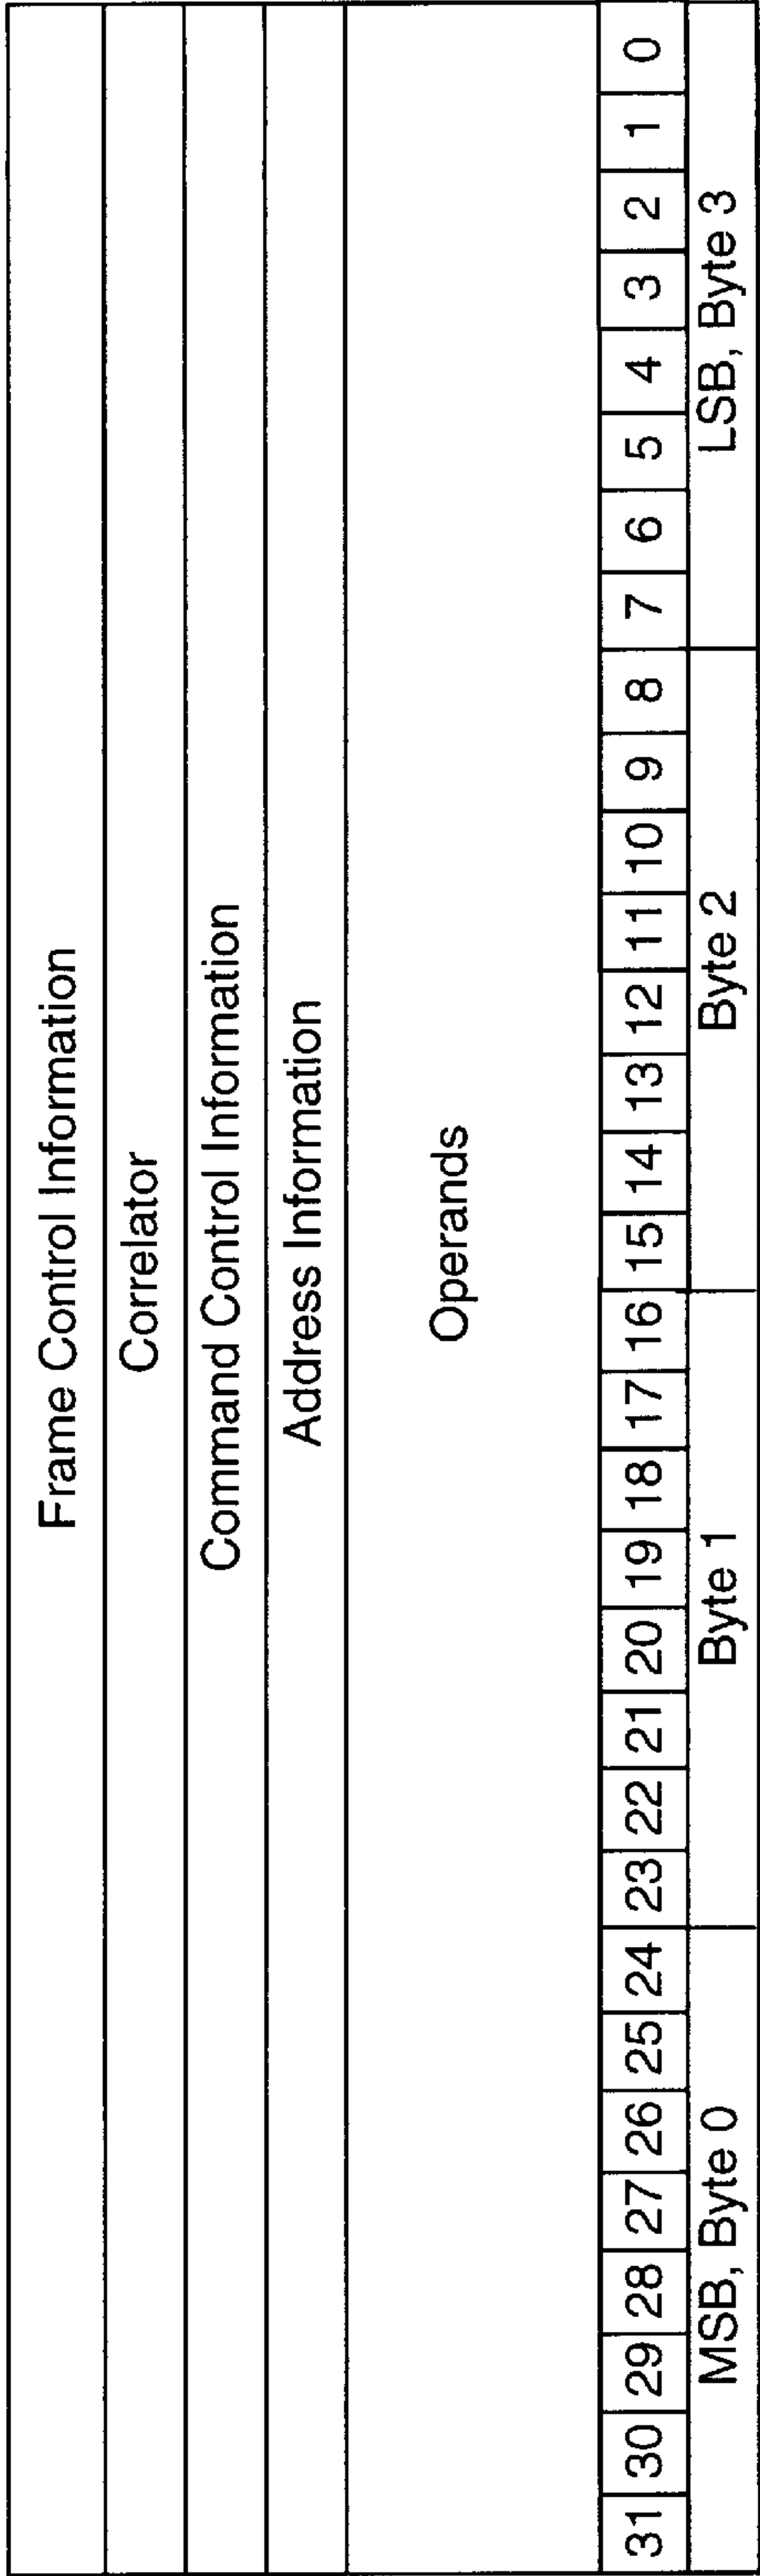 Frame Control Information
Correlator
Command Control Information
Address Information
Operands
31 30 29 28 27 26 25 24 23 22 21 20 19 18 17 16 15 14 13 12 11 10 9 8 7 6 5 4 3 2 1 0
MSB, Byte 0 Byte 1 Byte 2 LSB, Byte 3